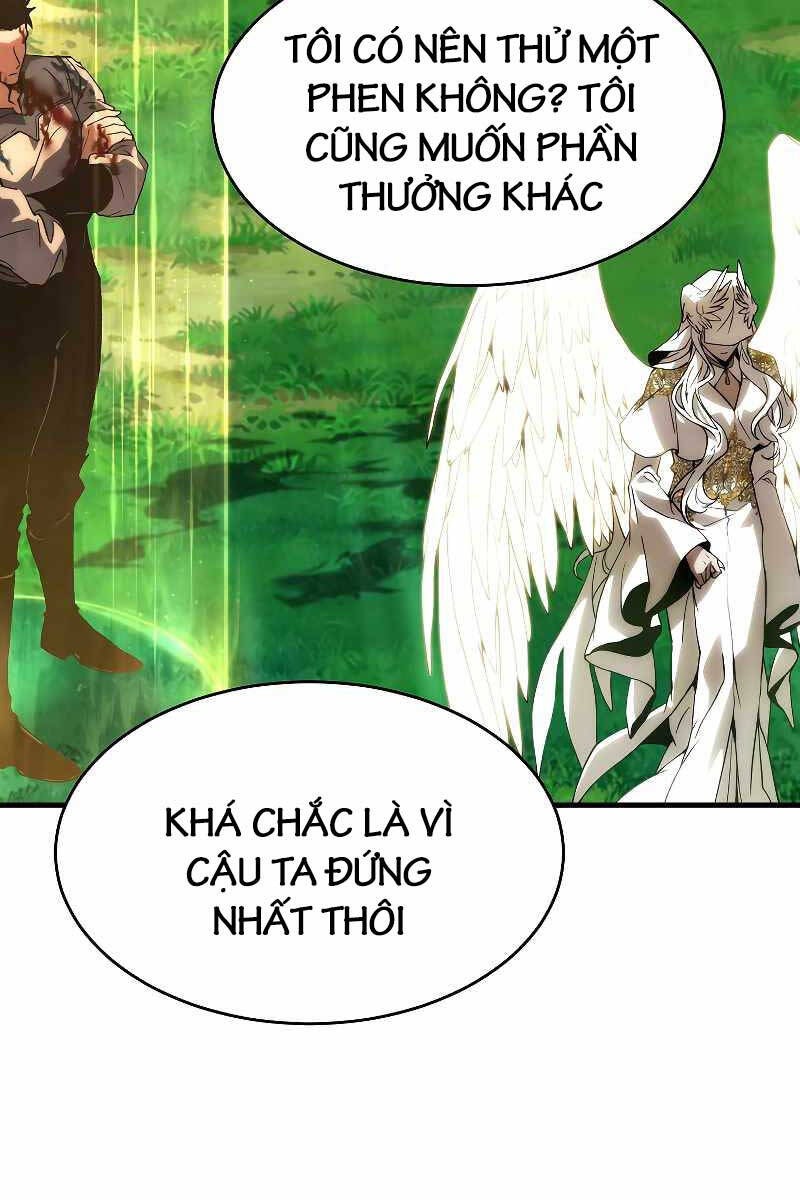 TÔI CÓ NÊN THỬ MỘT
PHEN KHÔNG? TÔI
CŨNG MUỐN PHẦN
THƯỞNG KHÁC
KHÁ CHẮC LÀ VÌ
CẬU TA ĐỨNG
NHẤT THÔI